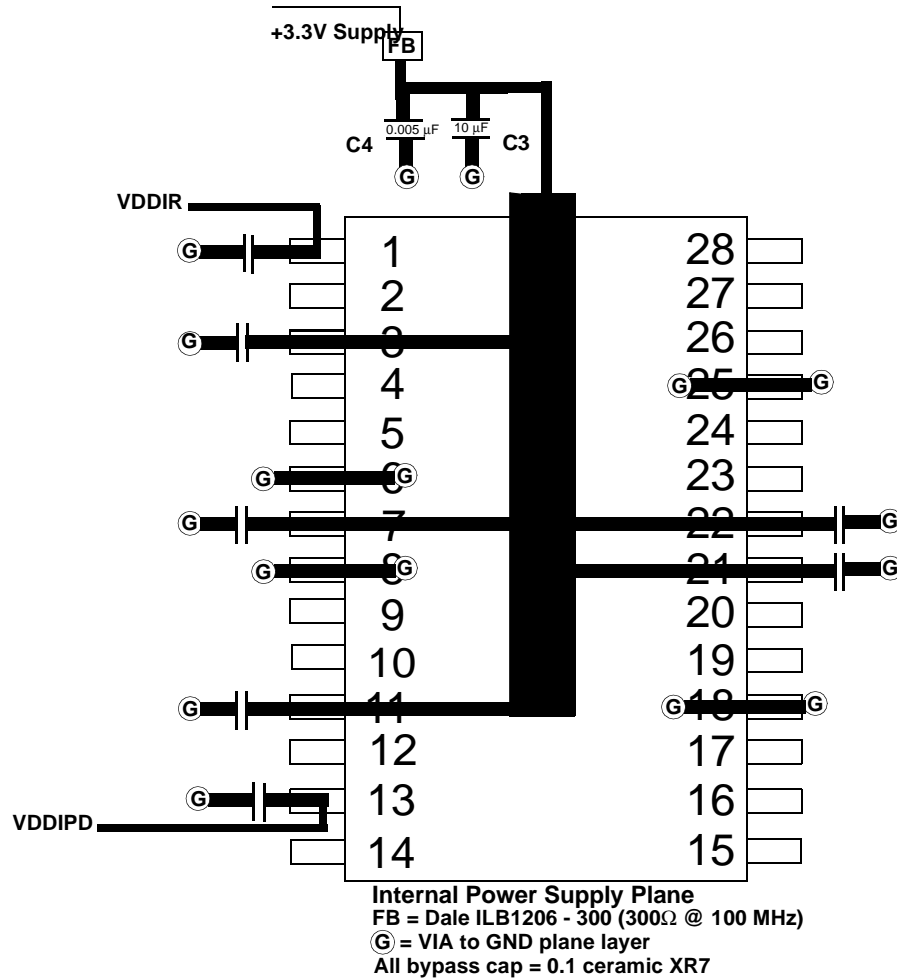 +3.3V Supply
FB
0.005 µF
10 µF
C4
C3
G
G
VDDIR
G
1
28
2
27
G
3
26
4
G
25
G
5
24
G
6
G
23
G
7
22
G
G
8
G
21
G
9
20
10
19
G
11
G
18
G
12
17
G
13
16
VDDIPD
14
15
Internal Power Supply Plane
FB = Dale ILB1206 - 300 (300Ω @ 100 MHz)
G = VIA to GND plane layer
All bypass cap = 0.1 ceramic XR7